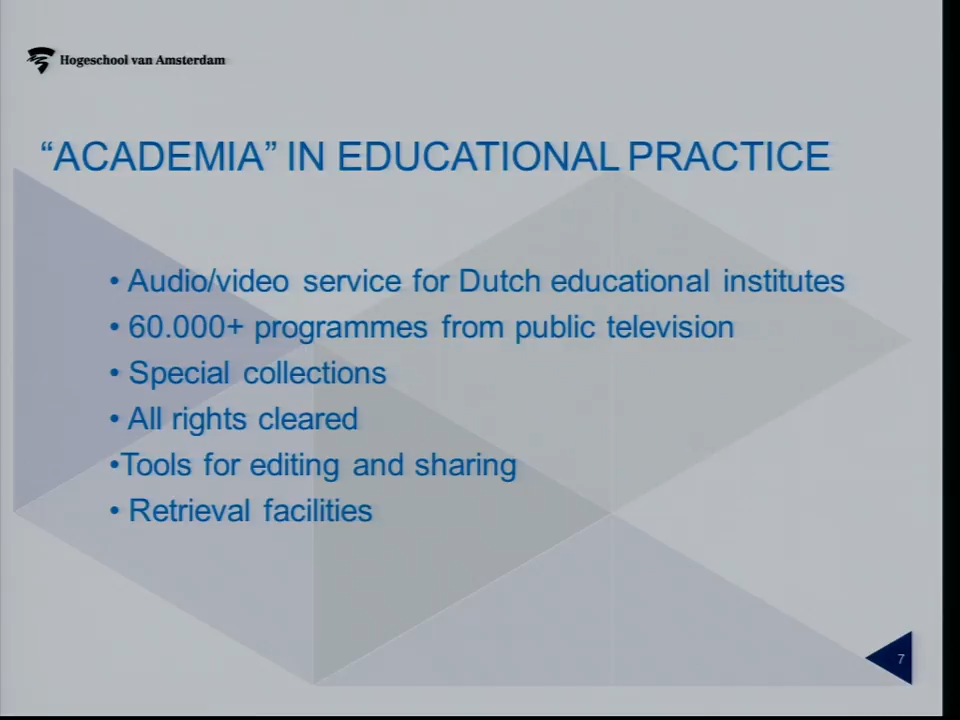 Hogeschool van Amsterdam
“ACADEMIA” IN EDUCATIONAL PRACTICE
• Audio/video service for Dutch educational institutes
• 60.000+ programmes from public television
• Special collections
• All rights cleared
•Tools for editing and sharing
• Retrieval facilities
7